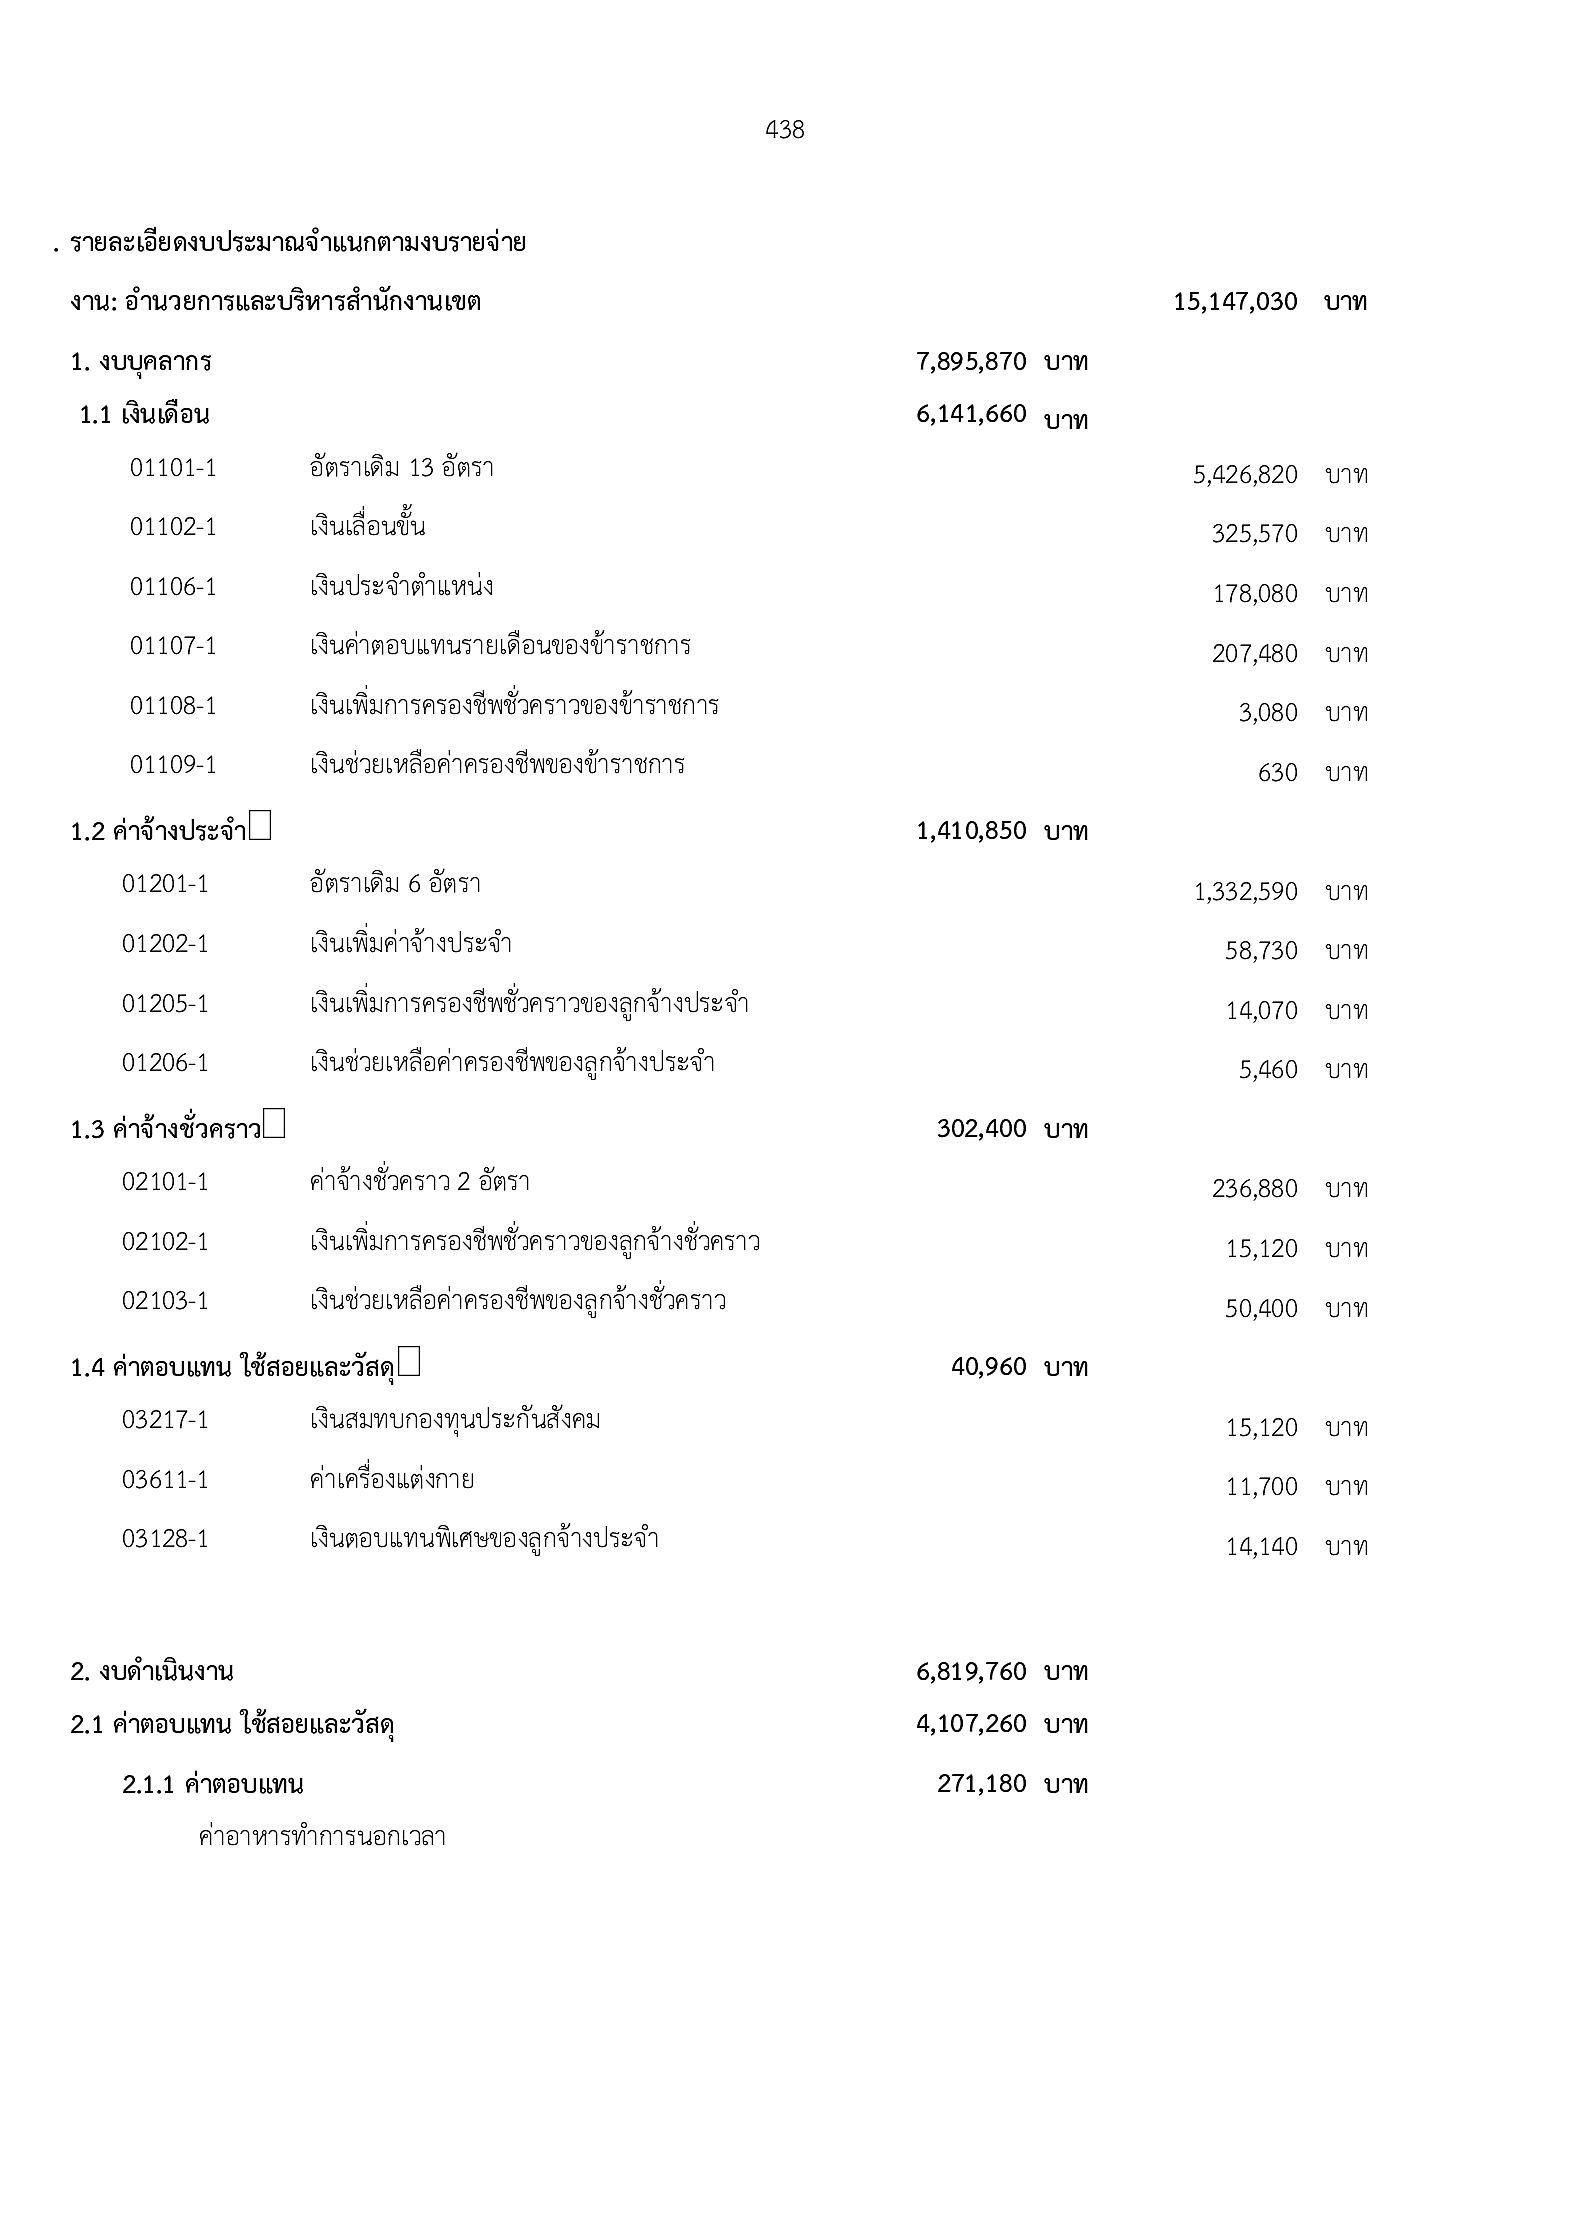 438
. รายละเอียดงบประมาณจำแนกตามงบรายจ่าย
งาน: อำนวยการและบริหารสำนักงานเขต 15,147,030 บาท
1. งบบุคลากร 7,895,870 บาท
1.1 เงินเดือน 6,141,660 บาท
01101-1 อัตราเดิม 13 อัตรา 5,426,820 บาท
01102-1 เงินเลื่อนขั้น 325,570 บาท
01106-1 เงินประจำตำแหน่ง 178,080 บาท
01107-1 เงินค่าตอบแทนรายเดือนของข้าราชการ 207,480 บาท
01108-1 เงินเพิ่มการครองชีพชั่วคราวของข้าราชการ 3,080 บาท
01109-1 เงินช่วยเหลือค่าครองชีพของข้าราชการ 630 บาท
1.2 ค่าจ้างประจำ 1,410,850 บาท
01201-1 อัตราเดิม 6 อัตรา 1,332,590 บาท
01202-1 เงินเพิ่มค่าจ้างประจำ 58,730 บาท
01205-1 เงินเพิ่มการครองชีพชั่วคราวของลูกจ้างประจำ 14,070 บาท
01206-1 เงินช่วยเหลือค่าครองชีพของลูกจ้างประจำ 5,460 บาท
1.3 ค่าจ้างชั่วคราว 302,400 บาท
02101-1 ค่าจ้างชั่วคราว 2 อัตรา 236,880 บาท
02102-1 เงินเพิ่มการครองชีพชั่วคราวของลูกจ้างชั่วคราว 15,120 บาท
02103-1 เงินช่วยเหลือค่าครองชีพของลูกจ้างชั่วคราว 50,400 บาท
1.4 ค่าตอบแทน ใช้สอยและวัสดุ 40,960 บาท
03217-1 เงินสมทบกองทุนประกันสังคม 15,120 บาท
03611-1 ค่าเครื่องแต่งกาย 11,700 บาท
03128-1 เงินตอบแทนพิเศษของลูกจ้างประจำ 14,140 บาท
2. งบดำเนินงาน 6,819,760 บาท
2.1 ค่าตอบแทน ใช้สอยและวัสดุ 4,107,260 บาท
2.1.1 ค่าตอบแทน 271,180 บาท
ค่าอาหารทำการนอกเวลา